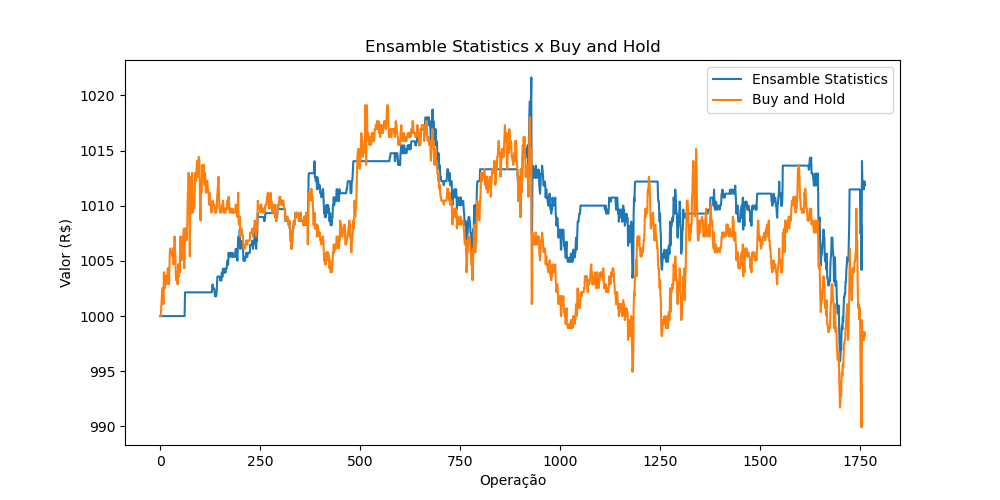 Ensamble Statistics x Buy and Hold
Ensamble Statistics
Buy and Hold
Valor (R$)
1020
1015
1010
1005
1000
995
990
0 250 500 750 1000 1250 1500 1750
Operação